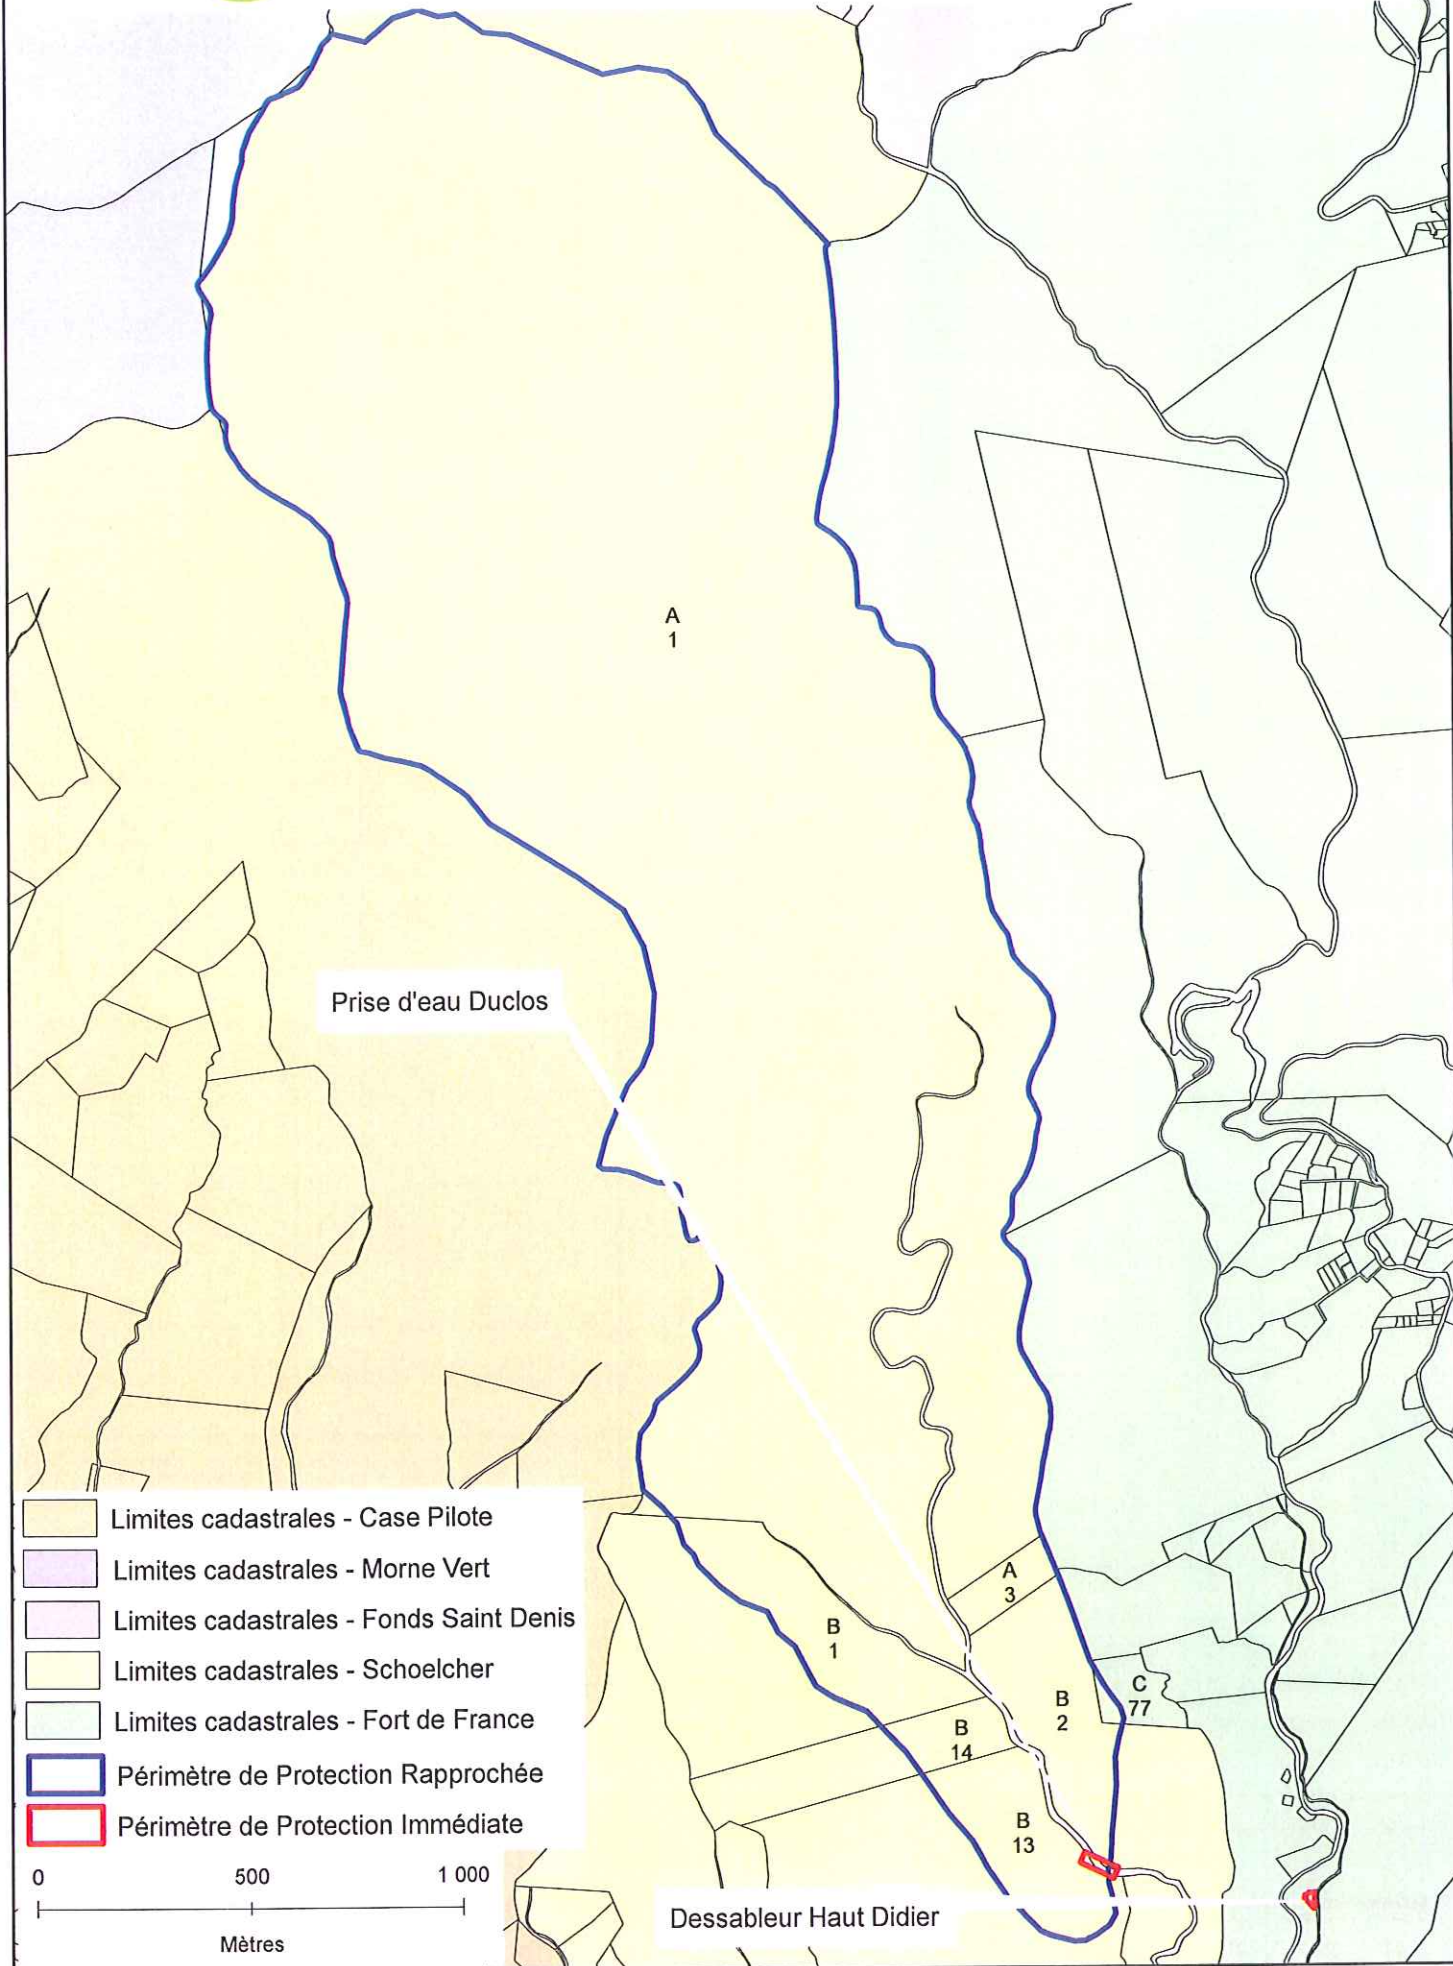 A
1
Prise d'eau Duclos
A
3
B
1
B
2
C
77
B
14
B
13
Limites cadastrales - Case Pilote
Limites cadastrales - Morne Vert
Limites cadastrales - Fonds Saint Denis
Limites cadastrales - Schoelcher
Limites cadastrales - Fort de France
Périmètre de Protection Rapprochée
Périmètre de Protection Immédiate
0 500 1 000
Mètres
Dessableur Haut Didier